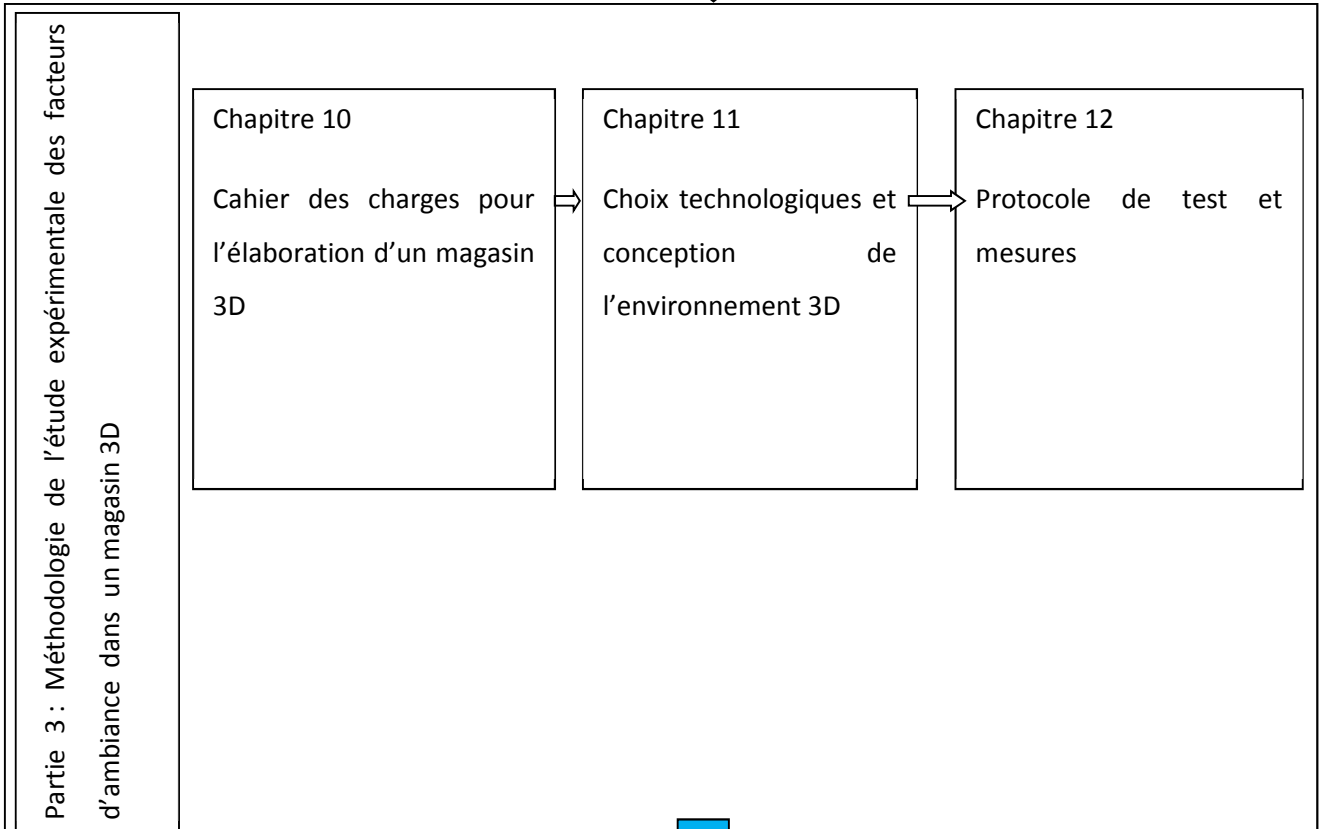 Partie 3 : Méthodologie de l’étude expérimentale des facteurs
d’ambiance dans un magasin 3D
Chapitre 10
Cahier des charges pour
l’élaboration d’un magasin
3D
Chapitre 11
Choix technologiques et
conception de
l’environnement 3D
Chapitre 12
Protocole de test et
mesures